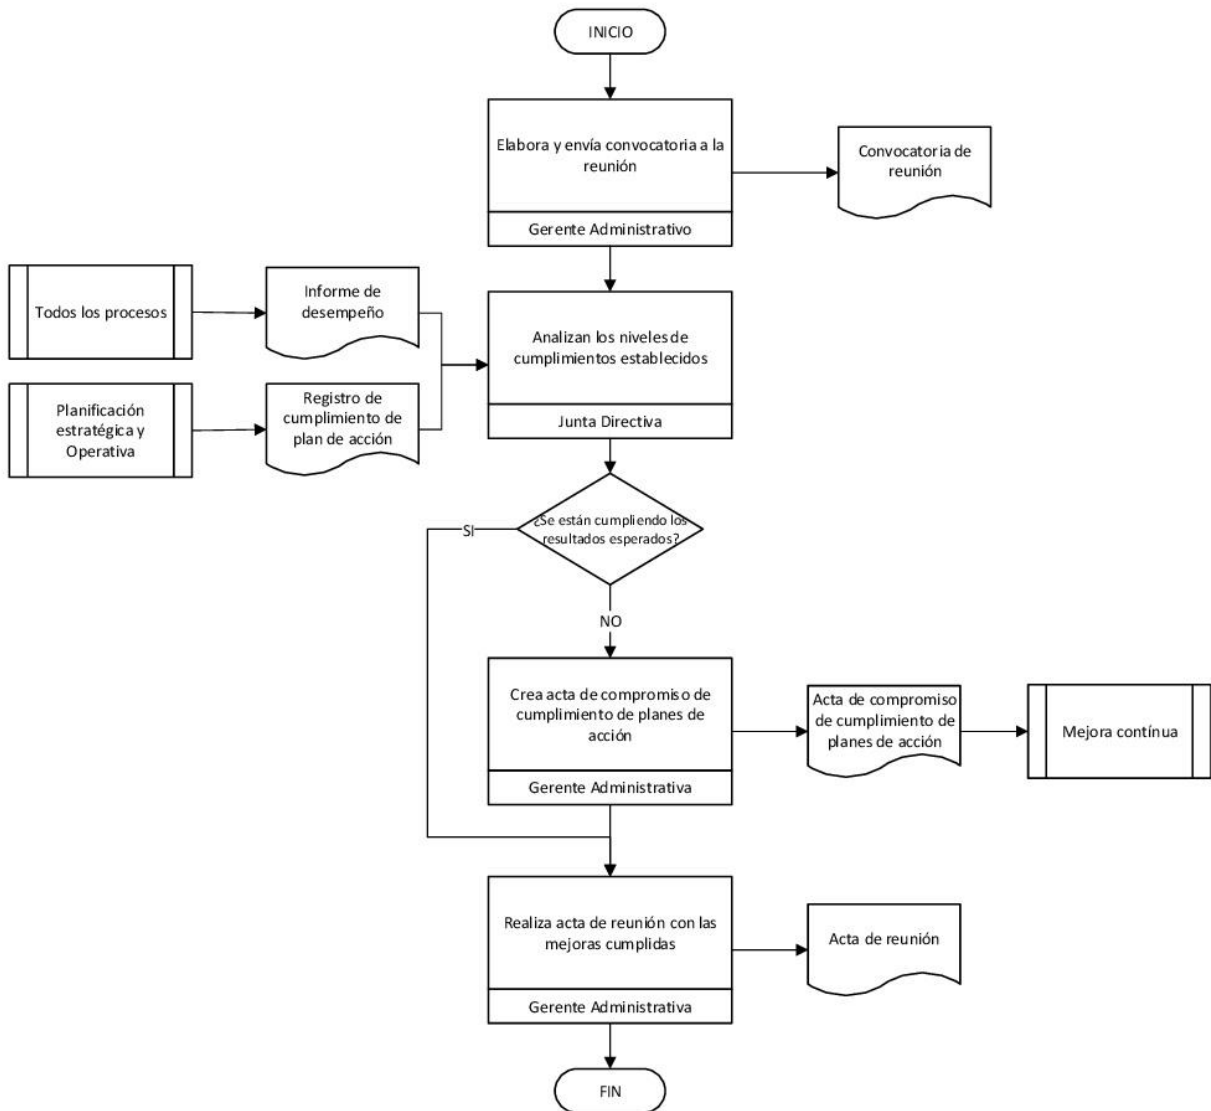 INICIO
Elabora y envía convocatoria a la
reunión
Gerente Administrativo
Convocatoria de
reunión
Todos los procesos
Informe de
desempeño
Analizan los niveles de
cumplimientos establecidos
Junta Directiva
Planificación
estratégica y
Operativa
Registro de
cumplimiento de
plan de acción
¿Se están cumpliendo los
resultados esperados?
SI
NO
Crea acta de compromiso de
cumplimiento de planes de
acción
Gerente Administrativa
Acta de compromiso
de cumplimiento de
planes de acción
Mejora contínua
Realiza acta de reunión con las
mejoras cumplidas
Gerente Administrativa
Acta de reunión
FIN